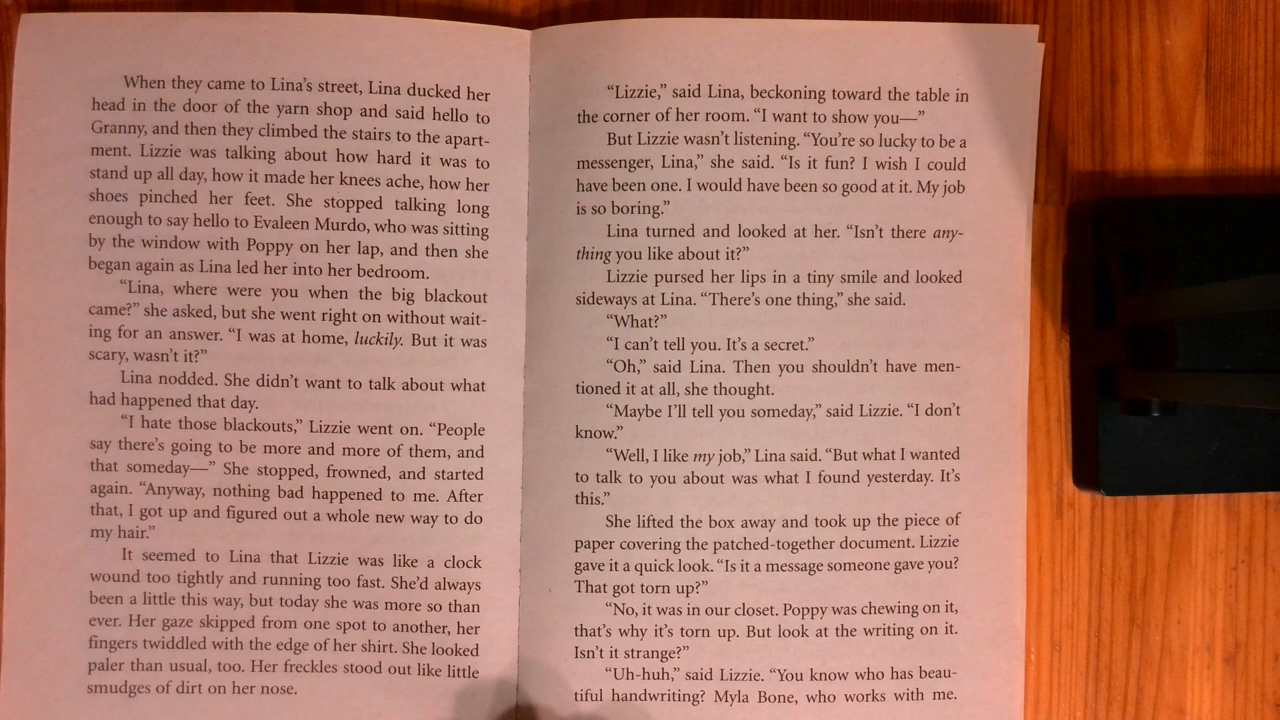 When they came to Lina's street, Lina ducked her
head in the door of the yarn shop and said hello to
Granny, and then they climbed the stairs to the apart-
ment. Lizzie was talking about how hard it was to
stand up all day, how it made her knees ache, how her
shoes pinched her feet. She stopped talking long
enough to say hello to Evaleen Murdo, who was sitting
by the window with Poppy on her lap, and then she
began again as Lina led her into her bedroom.
“Lina, where were you when the big blackout
came?” she asked, but she went right on without wait-
ing for an answer. “I was at home, luckily. But it was
scary, wasn't it?”
Lina nodded. She didn't want to talk about what
had happened that day.
“I hate those blackouts,” Lizzie went on. “People
say there's going to be more and more of them, and
that someday—” She stopped, frowned, and started
again. “Anyway, nothing bad happened to me. After
that, I got up and figured out a whole new way to do
my hair.”
It seemed to Lina that Lizzie was like a clock
wound too tightly and running too fast. She'd always
been a little this way, but today she was more so than
ever. Her gaze skipped from one spot to another, her
fingers twiddled with the edge of her shirt. She looked
paler than usual, too. Her freckles stood out like little
smudges of dirt on her nose.
“Lizzie,” said Lina, beckoning toward the table in
the corner of her room. “I want to show you—”
But Lizzie wasn't listening. “You're so lucky to be a
messenger, Lina,” she said. “Is it fun? I wish I could
have been one. I would have been so good at it. My job
is so boring.”
Lina turned and looked at her. “Isn't there any-
thing you like about it?”
Lizzie pursed her lips in a tiny smile and looked
sideways at Lina. “There's one thing,” she said.
“What?”
“I can't tell you. It's a secret.”
“Oh,” said Lina. Then you shouldn't have men-
tioned it at all, she thought.
“Maybe I'll tell you someday,” said Lizzie. “I don't
know.”
“Well, I like my job,” Lina said. “But what I wanted
to talk to you about was what I found yesterday. It's
this.”
She lifted the box away and took up the piece of
paper covering the patched-together document. Lizzie
gave it a quick look. “Is it a message someone gave you?
That got torn up?”
“No, it was in our closet. Poppy was chewing on it,
that's why it's torn up. But look at the writing on it.
Isn't it strange?”
“Uh-huh,” said Lizzie. “You know who has beau-
tiful handwriting? Myla Bone, who works with me.